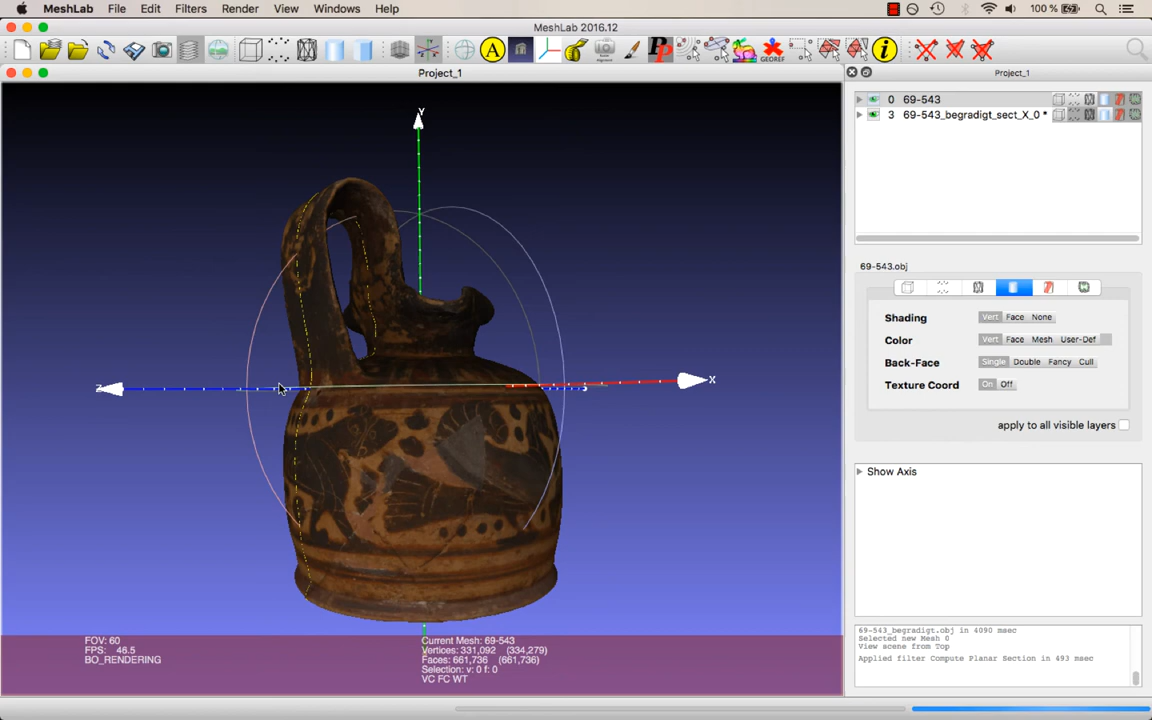 MeshLab File Edit Filters Render View Windows Help 100 %
MeshLab 2016.12
A
Pp
GEOREF
i
Project_1
Project_1
0 69-543
3 69-543_begradigt_sect_X_0 *
Y
Z
X
69-543.obj
Shading Vert Face None
Color Vert Face Mesh User-Def
Back-Face Single Double Fancy Cull
Texture Coord On Off
apply to all visible layers
Show Axis
FOV: 60
FPS: 46.5
BO_RENDERING
Current Mesh: 69-543
Vertices: 331,092 (334,279)
Faces: 661,736 (661,736)
Selection: v: 0 f: 0
VC FC WT
69-543_begradigt.obj in 4090 msec
Selected new Mesh 0
View scene from Top
Applied filter Compute Planar Section in 493 msec